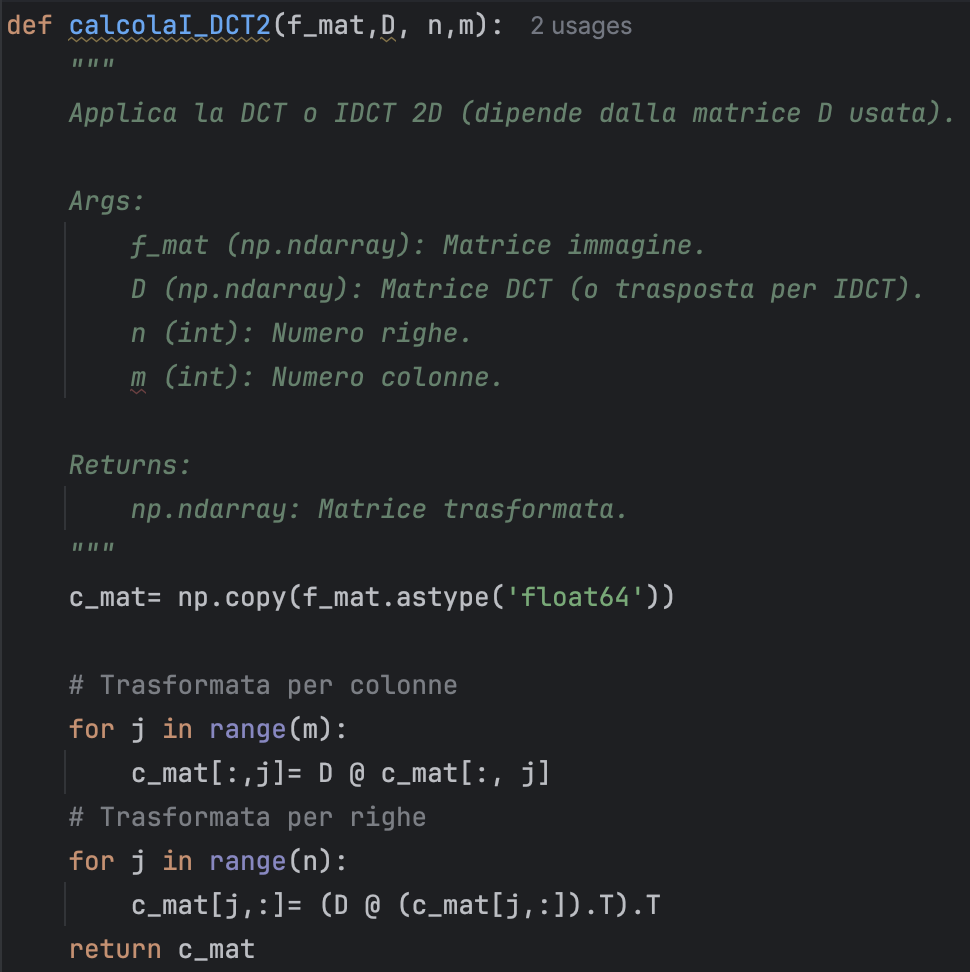 def calcolaI_DCT2(f_mat,D, n,m):  2 usages
    """
    Applica la DCT o IDCT 2D (dipende dalla matrice D usata).

    Args:
        f_mat (np.ndarray): Matrice immagine.
        D (np.ndarray): Matrice DCT (o trasposta per IDCT).
        n (int): Numero righe.
        m (int): Numero colonne.

    Returns:
        np.ndarray: Matrice trasformata.
    """
    c_mat= np.copy(f_mat.astype('float64'))

    # Trasformata per colonne
    for j in range(m):
        c_mat[:,j]= D @ c_mat[:, j]
    # Trasformata per righe
    for j in range(n):
        c_mat[j,:]= (D @ (c_mat[j,:]).T).T
    return c_mat